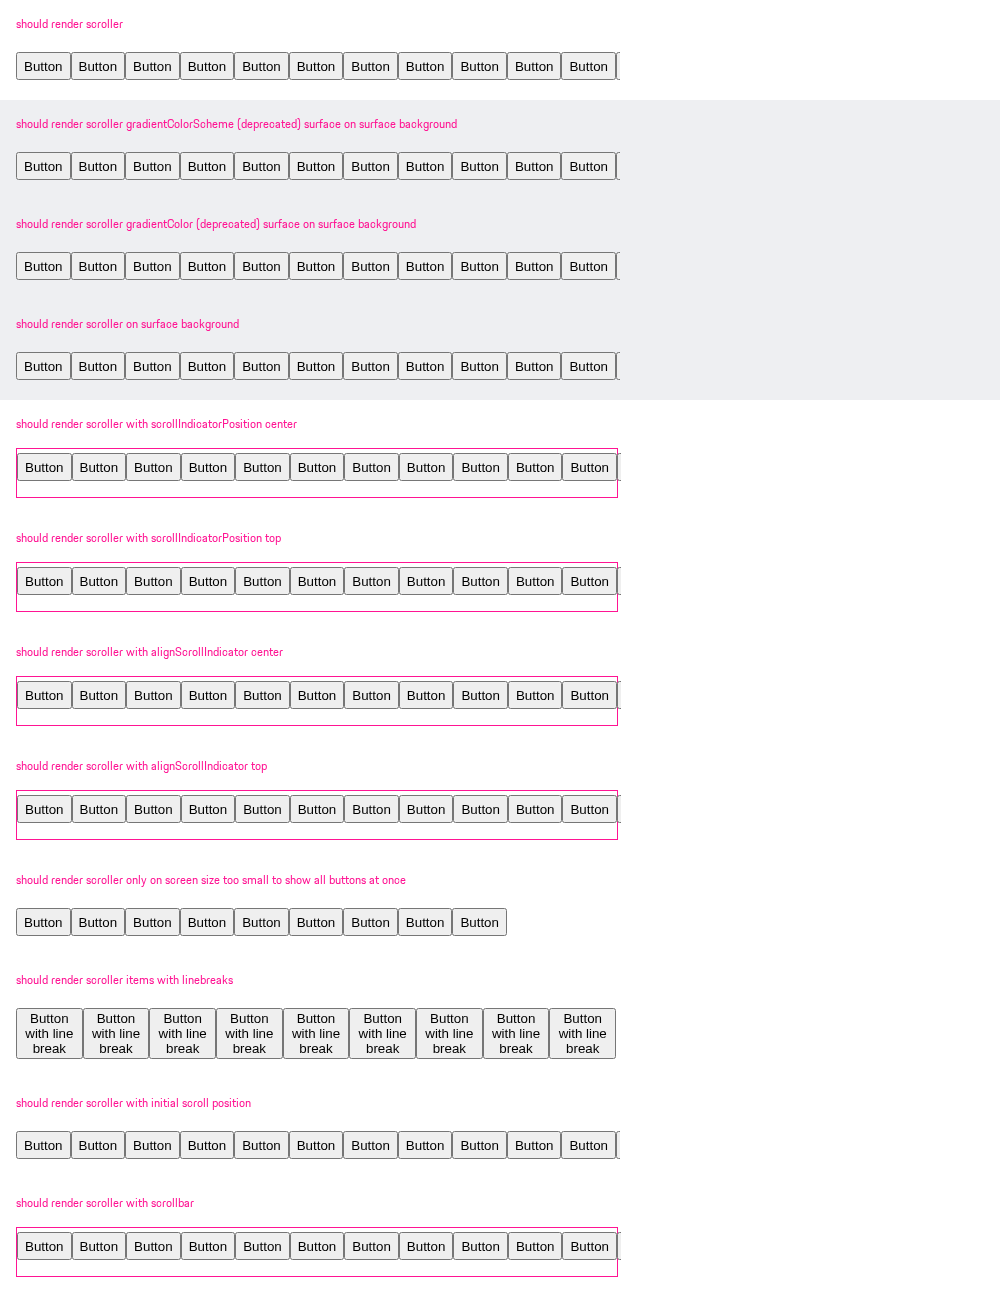 should render scroller
Button Button Button Button Button Button Button Button Button Button Button
should render scroller gradientColorScheme (deprecated) surface on surface background
Button Button Button Button Button Button Button Button Button Button Button
should render scroller gradientColor (deprecated) surface on surface background
Button Button Button Button Button Button Button Button Button Button Button
should render scroller on surface background
Button Button Button Button Button Button Button Button Button Button Button
should render scroller with scrollIndicatorPosition center
Button Button Button Button Button Button Button Button Button Button Button
should render scroller with scrollIndicatorPosition top
Button Button Button Button Button Button Button Button Button Button Button
should render scroller with alignScrollIndicator center
Button Button Button Button Button Button Button Button Button Button Button
should render scroller with alignScrollIndicator top
Button Button Button Button Button Button Button Button Button Button Button
should render scroller only on screen size too small to show all buttons at once
Button Button Button Button Button Button Button Button Button
should render scroller items with linebreaks
Button Button Button Button Button Button Button Button Button
with line with line with line with line with line with line with line with line with line
break break break break break break break break break
should render scroller with initial scroll position
Button Button Button Button Button Button Button Button Button Button Button
should render scroller with scrollbar
Button Button Button Button Button Button Button Button Button Button Button